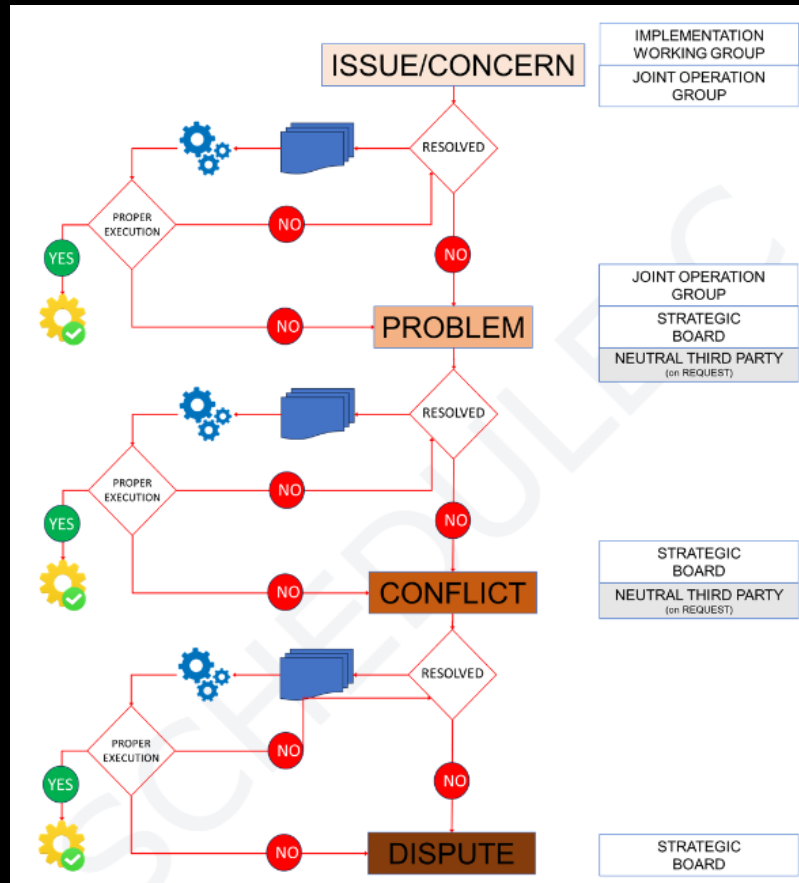 IMPLEMENTATION
WORKING GROUP
ISSUE/CONCERN
JOINT OPERATION
GROUP
RESOLVED
PROPER
EXECUTION
NO
YES
NO
JOINT OPERATION
GROUP
NO
PROBLEM
STRATEGIC
BOARD
NEUTRAL THIRD PARTY
(on REQUEST)
RESOLVED
PROPER
EXECUTION
NO
YES
NO
STRATEGIC
BOARD
NO
CONFLICT
NEUTRAL THIRD PARTY
(on REQUEST)
RESOLVED
PROPER
EXECUTION
NO
YES
NO
NO
DISPUTE
STRATEGIC
BOARD
SCHEDULE C